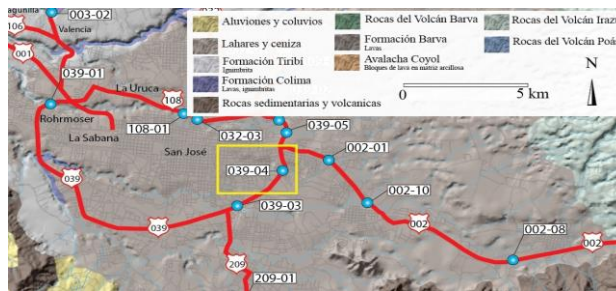 003-02
Valencia
106
001
039-01
La Uruca
108
Rohrmoser
La Sabana
108-01
032-03
039-05
San José
039-04
002-01
002-10
039
039
039-03
209
209-01
002
002-08
002
Aluviones y coluvios
Lahares y ceniza
Formación Tiribí
Ignimbrita
Formación Colima
Lavas, ignimbritas
Rocas sedimentarias y volcanicas
Rocas del Volcán Barva
Formación Barva
Lavas
Avalacha Coyol
Bloques de lava en matriz arcillosa
Rocas del Volcán Iraz
Rocas del Volcán Poá
N
0
5 km